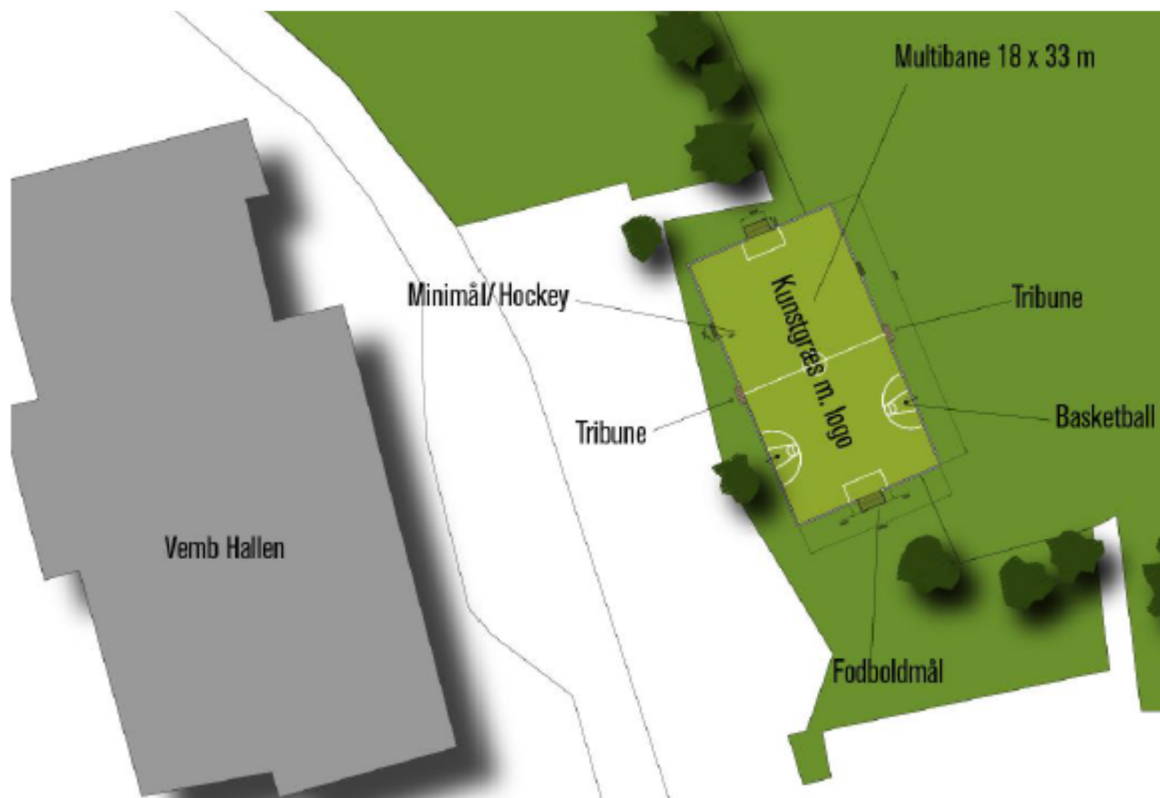 Multibane 18 x 33 m
Minimål/Hockey
Tribune
Kunstgræs m. logo
Tribune
Basketball
Vemb Hallen
Fodboldmål